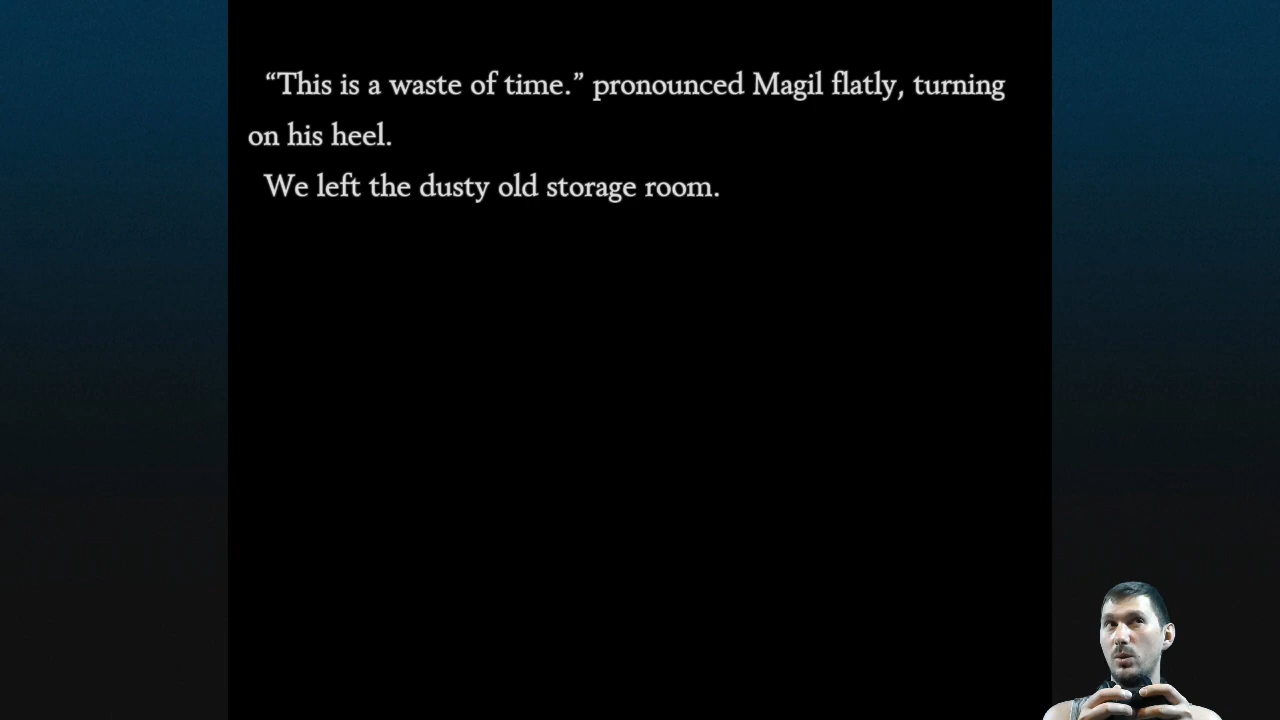 “This is a waste of time.” pronounced Magil flatly, turning
on his heel.
We left the dusty old storage room.